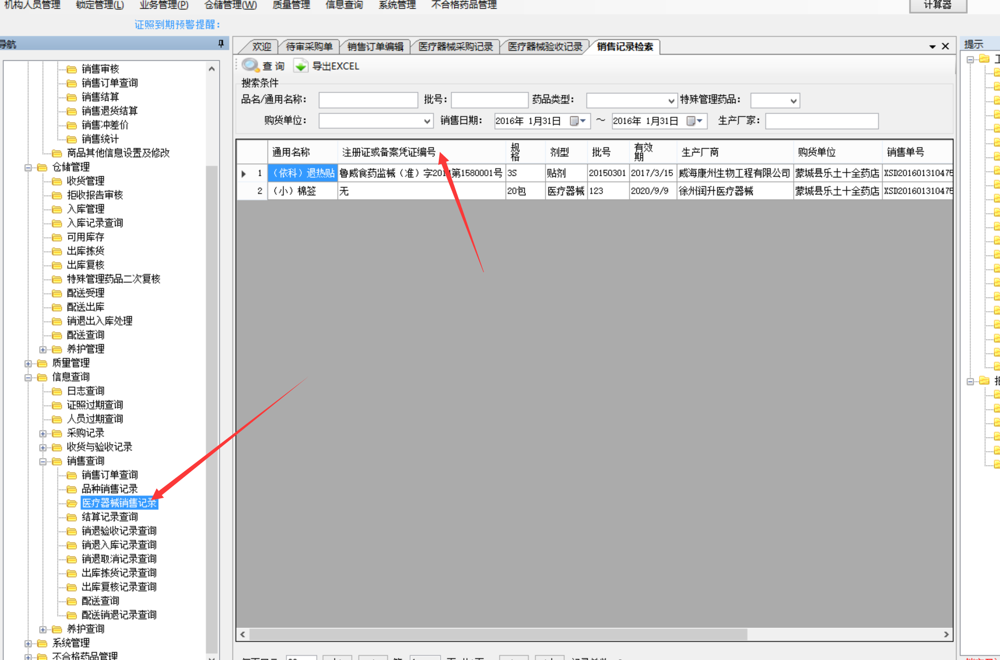 机构人员管理 锁定管理(L) 业务管理(P) 仓储管理(W) 质量管理 信息查询 系统管理 不合格药品管理 计算器
证照到期预警提醒：
导航
销售审核
销售订单查询
销售结算
销售退货结算
销售冲差价
销售统计
商品其他信息设置及修改
仓储管理
收货管理
拒收报告审核
入库管理
入库记录查询
可用库存
出库拣货
出库复核
特殊管理药品二次复核
配送受理
配送出库
销退出入库处理
配送查询
养护管理
质量管理
信息查询
日志查询
证照过期查询
人员过期查询
采购记录
收货与验收记录
销售查询
销售订单查询
品种销售记录
医疗器械销售记录
结算记录查询
销退验收记录查询
销退入库记录查询
销退取消记录查询
出库拣货记录查询
出库复核记录查询
配送查询
配送销退记录查询
养护查询
系统管理
不合格药品管理
欢迎 待审采购单 销售订单编辑 医疗器械采购记录 医疗器械验收记录 销售记录检索
查询 导出EXCEL
搜索条件
品名/通用名称： 批号： 药品类型： 特殊管理药品：
购货单位： 销售日期： 2016年 1月31日 ～ 2016年 1月31日 生产厂家：
通用名称 注册证或备案凭证编号 规格 剂型 批号 有效期 生产厂商 购货单位 销售单号
1 （依科）退热贴 鲁威食药监械（准）字2014第1580001号 3S 贴剂 20150301 2017/3/15 威海康州生物工程有限公司 蒙城县乐土十全药店 XSD201601310475
2 （小）棉签 无 20包 医疗器械 123 2020/9/9 徐州润升医疗器械 蒙城县乐土十全药店 XSD201601310475
提示